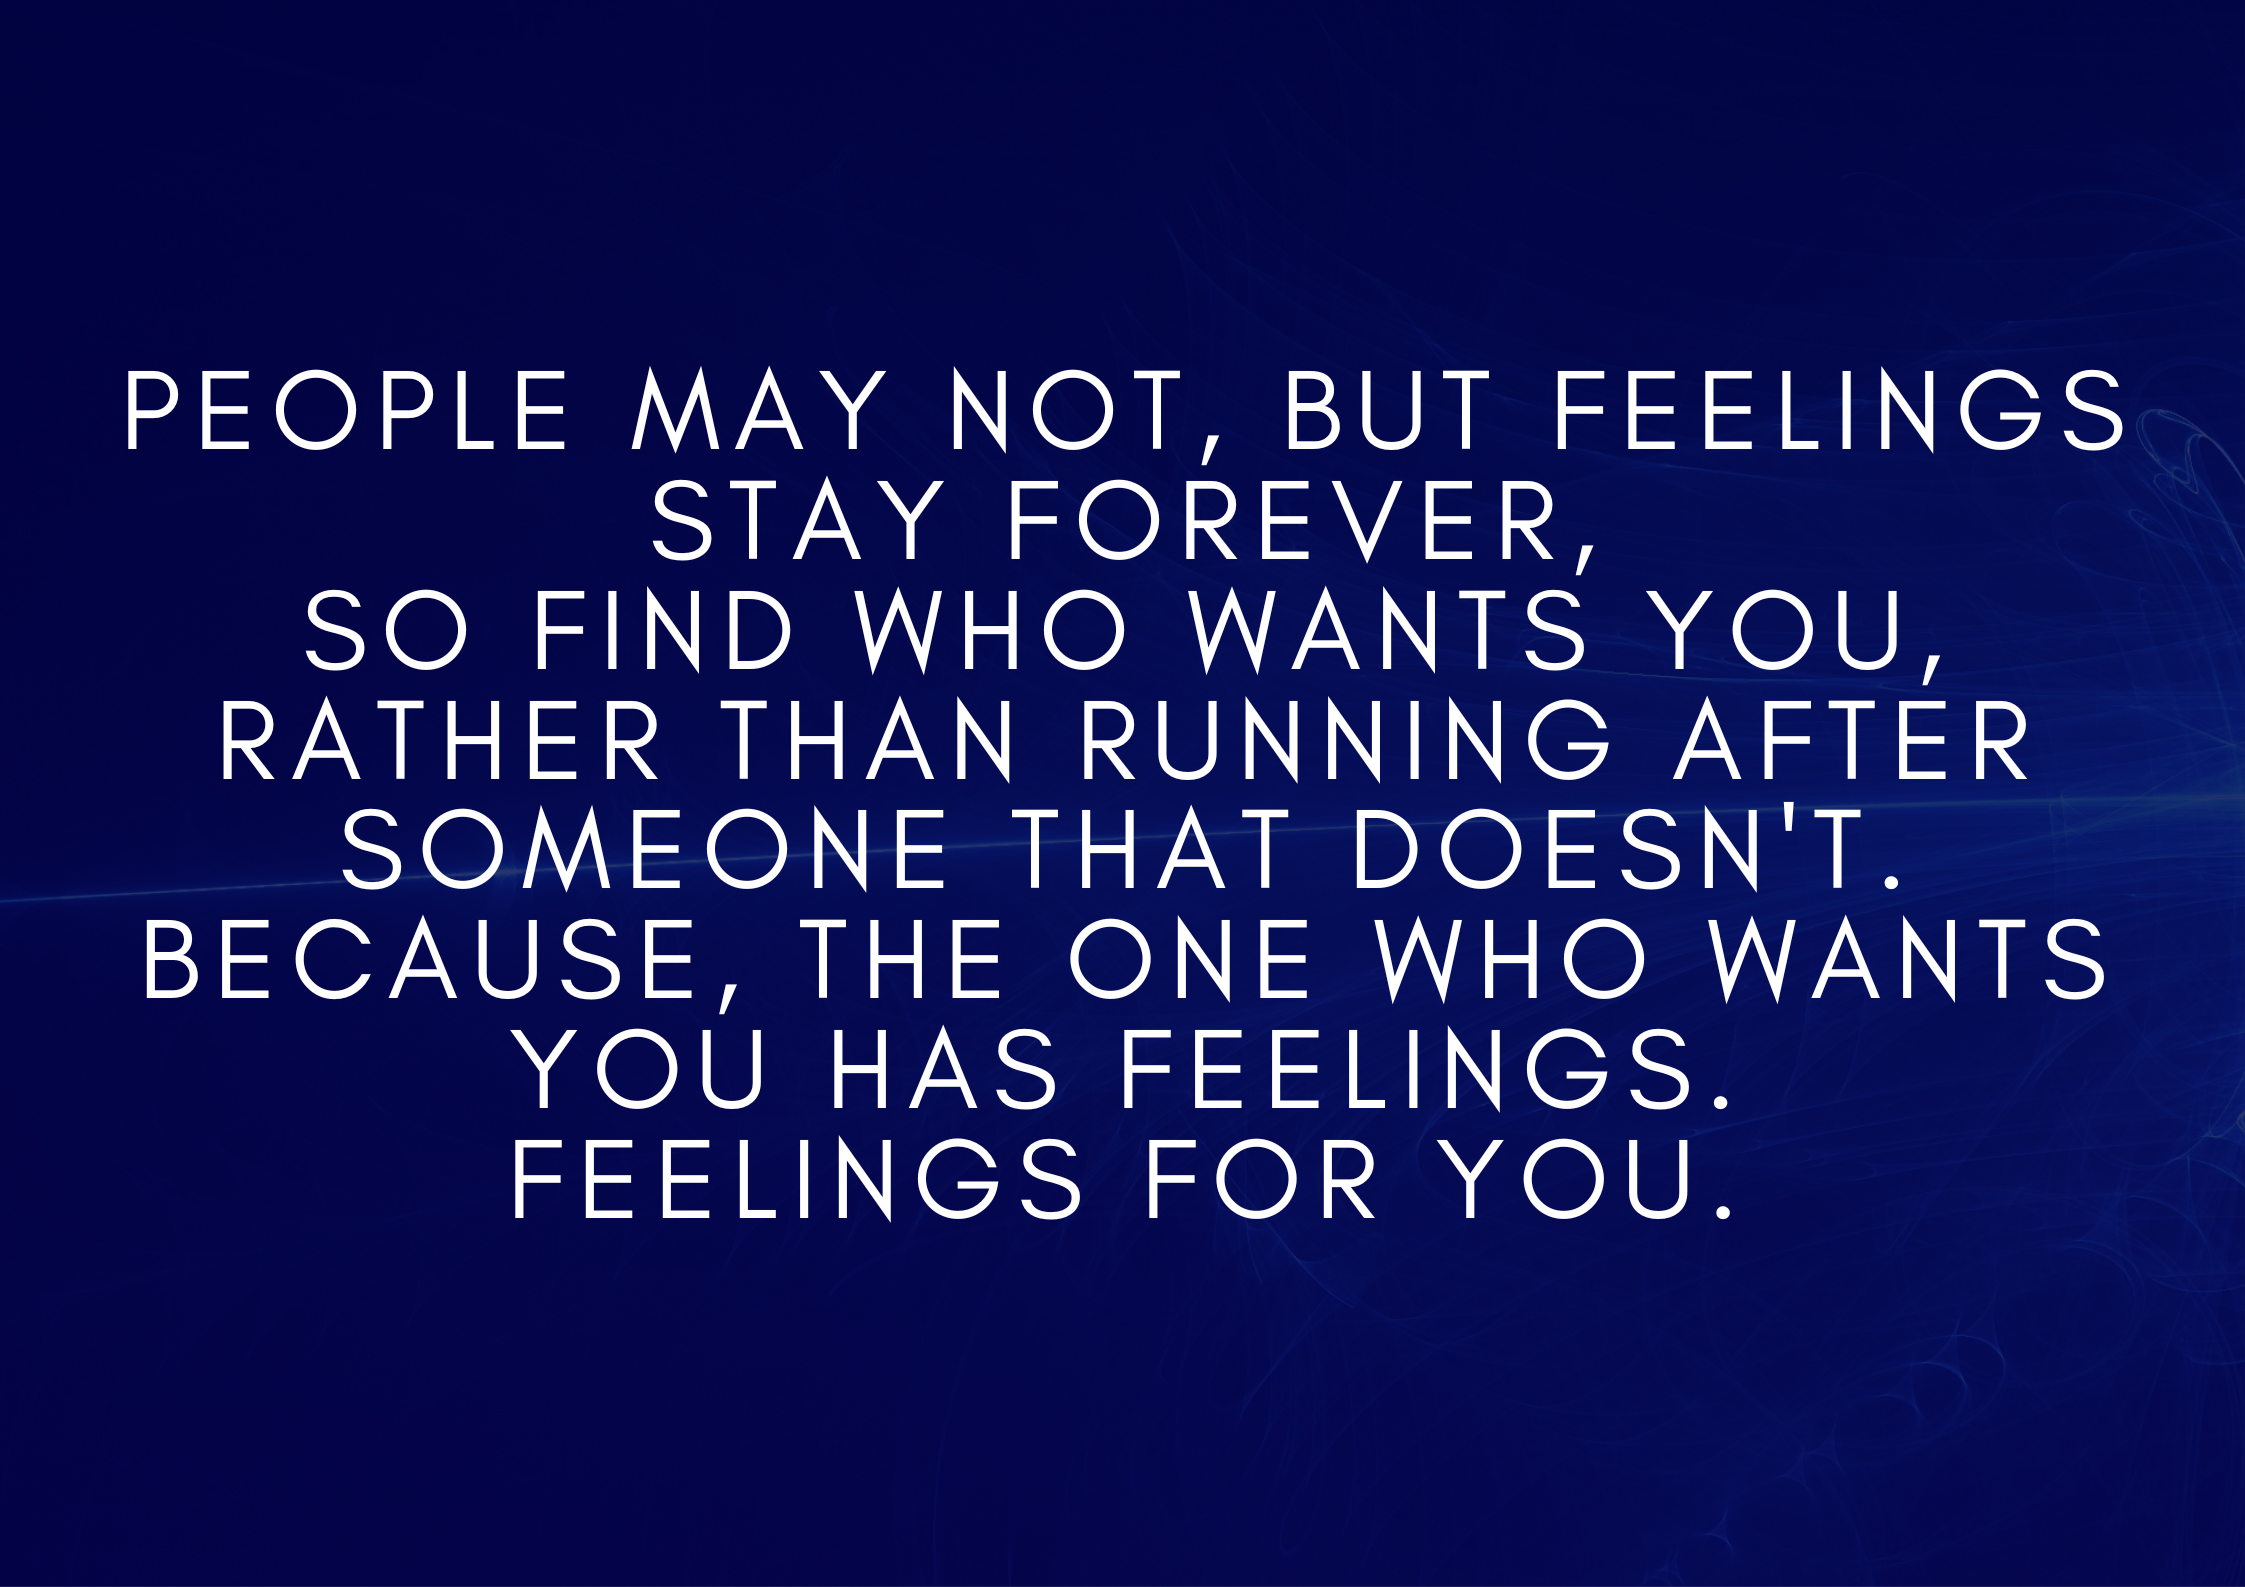 PEOPLE MAY NOT, BUT FEELINGS
STAY FOREVER,
SO FIND WHO WANTS YOU,
RATHER THAN RUNNING AFTER
SOMEONE THAT DOESN'T.
BECAUSE, THE ONE WHO WANTS
YOU HAS FEELINGS.
FEELINGS FOR YOU.